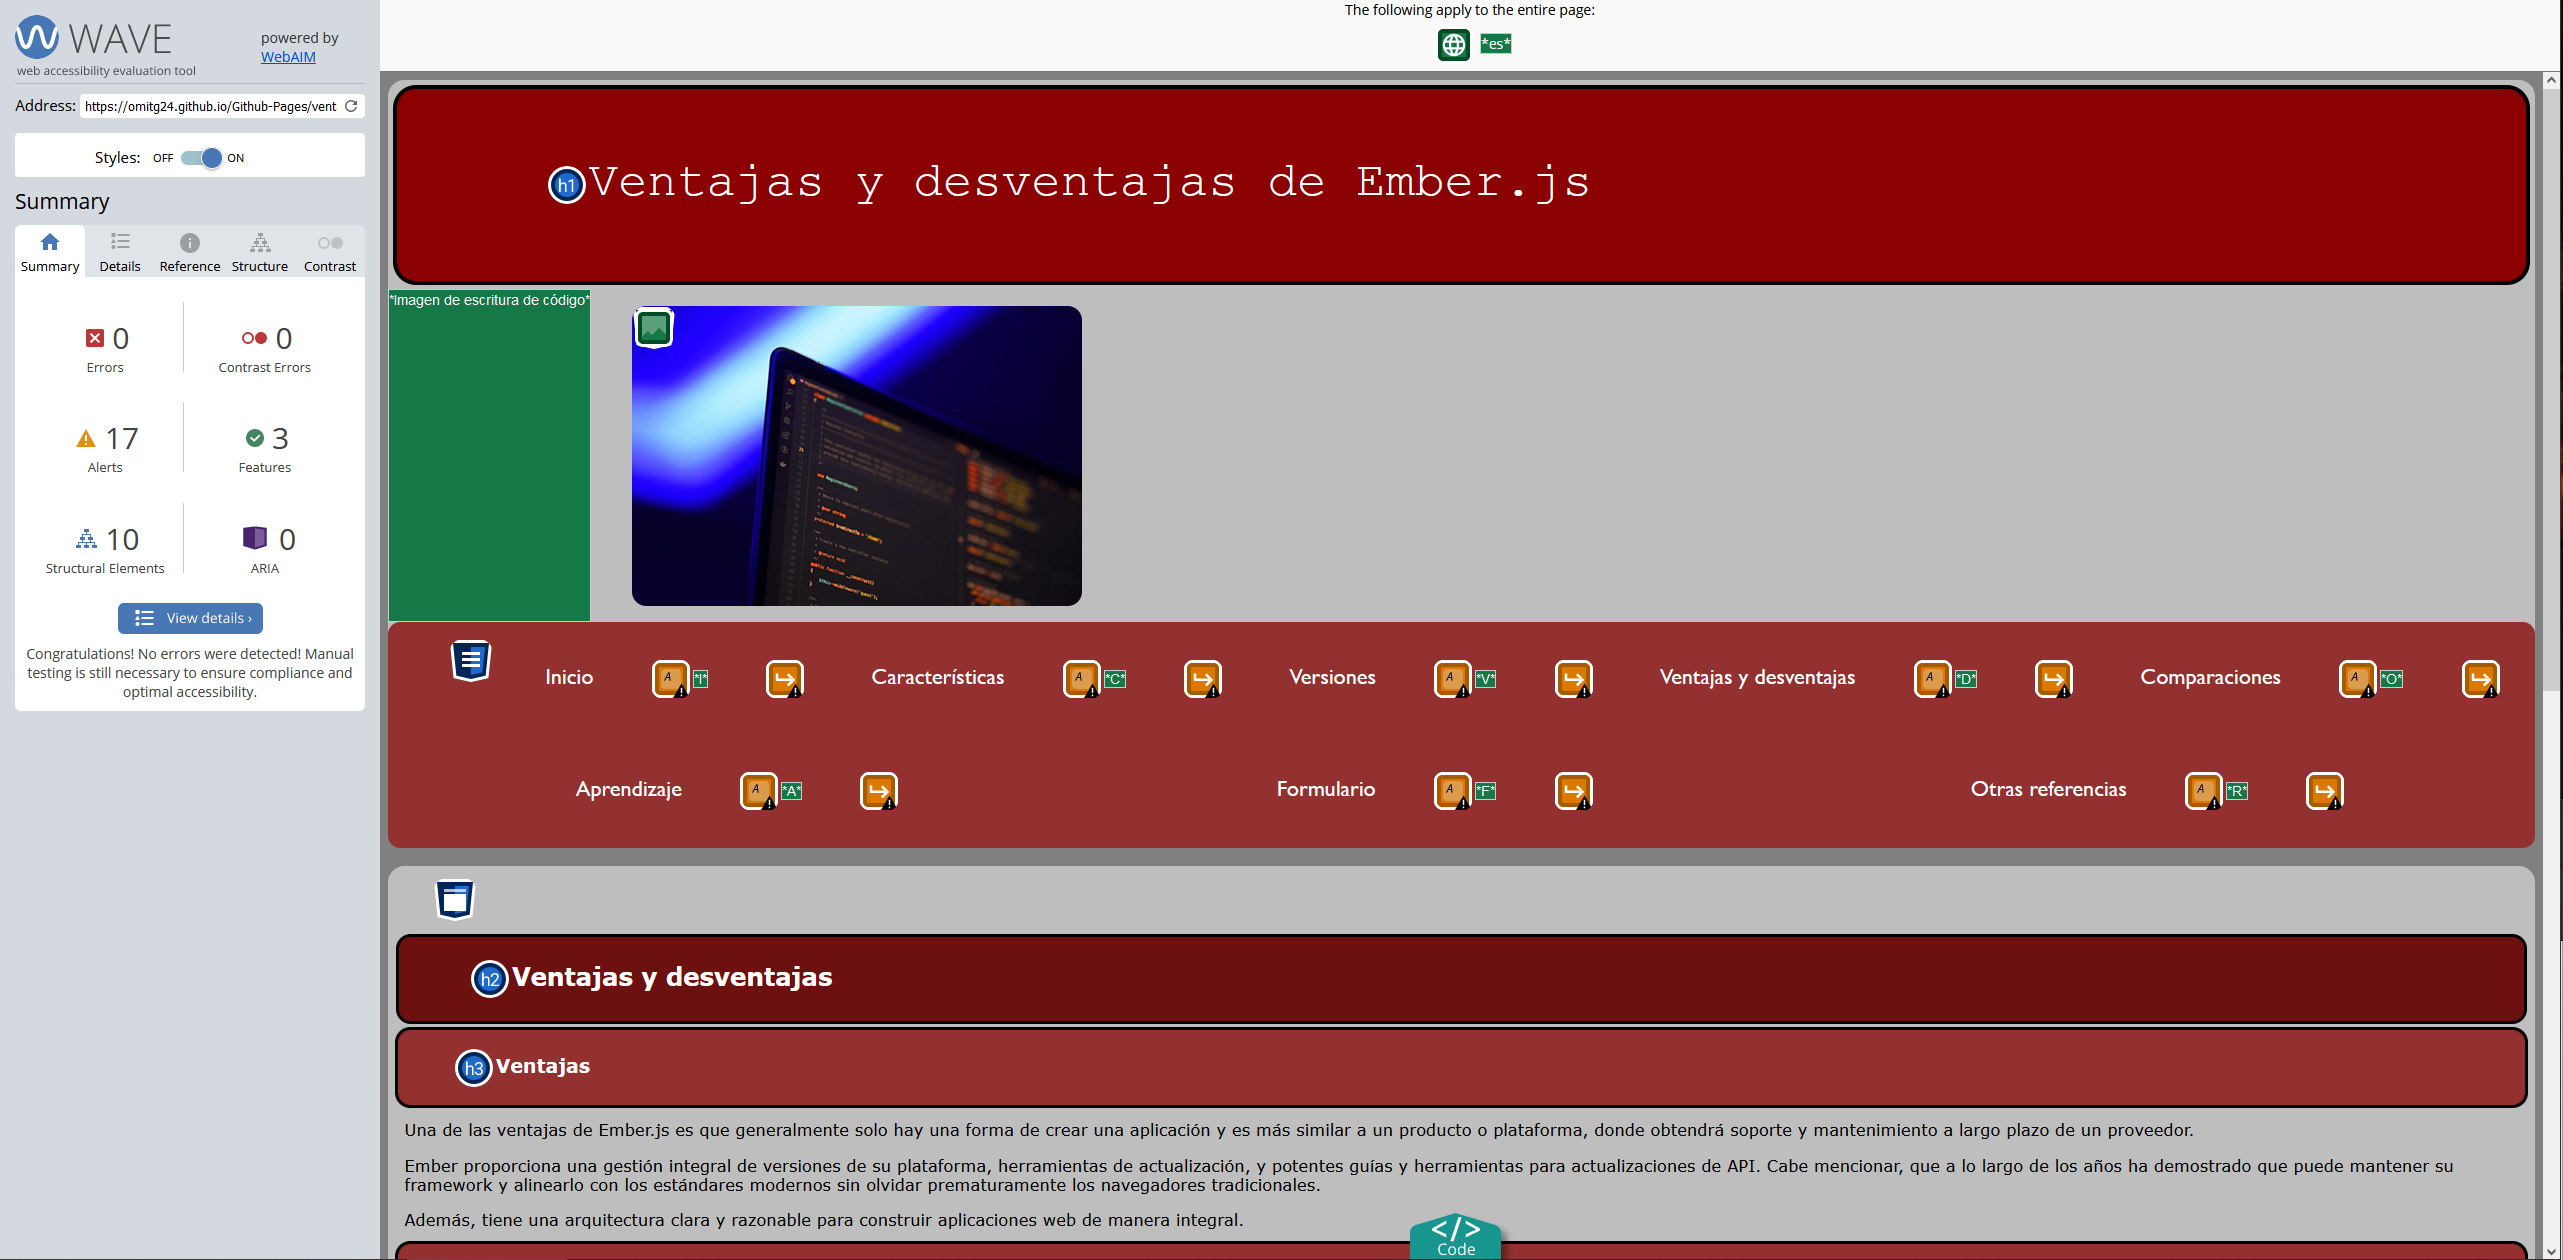 WAVE
powered by
WebAIM
web accessibility evaluation tool
Address: https://omitg24.github.io/Github-Pages/vent
Styles: OFF ON
Summary
Summary Details Reference Structure Contrast
0 Errors
0 Contrast Errors
17 Alerts
3 Features
10 Structural Elements
0 ARIA
View details ›
Congratulations! No errors were detected! Manual
testing is still necessary to ensure compliance and
optimal accessibility.
The following apply to the entire page:
*es*
h1 Ventajas y desventajas de Ember.js
*Imagen de escritura de código*
Inicio A *I* Características A *C* Versiones A *V* Ventajas y desventajas A *D* Comparaciones A *O*
Aprendizaje A *A* Formulario A *F* Otras referencias A *R*
h2 Ventajas y desventajas
h3 Ventajas
Una de las ventajas de Ember.js es que generalmente solo hay una forma de crear una aplicación y es más similar a un producto o plataforma, donde obtendrá soporte y mantenimiento a largo plazo de un proveedor.
Ember proporciona una gestión integral de versiones de su plataforma, herramientas de actualización, y potentes guías y herramientas para actualizaciones de API. Cabe mencionar, que a lo largo de los años ha demostrado que puede mantener su
framework y alinearlo con los estándares modernos sin olvidar prematuramente los navegadores tradicionales.
Además, tiene una arquitectura clara y razonable para construir aplicaciones web de manera integral.
</>
Code